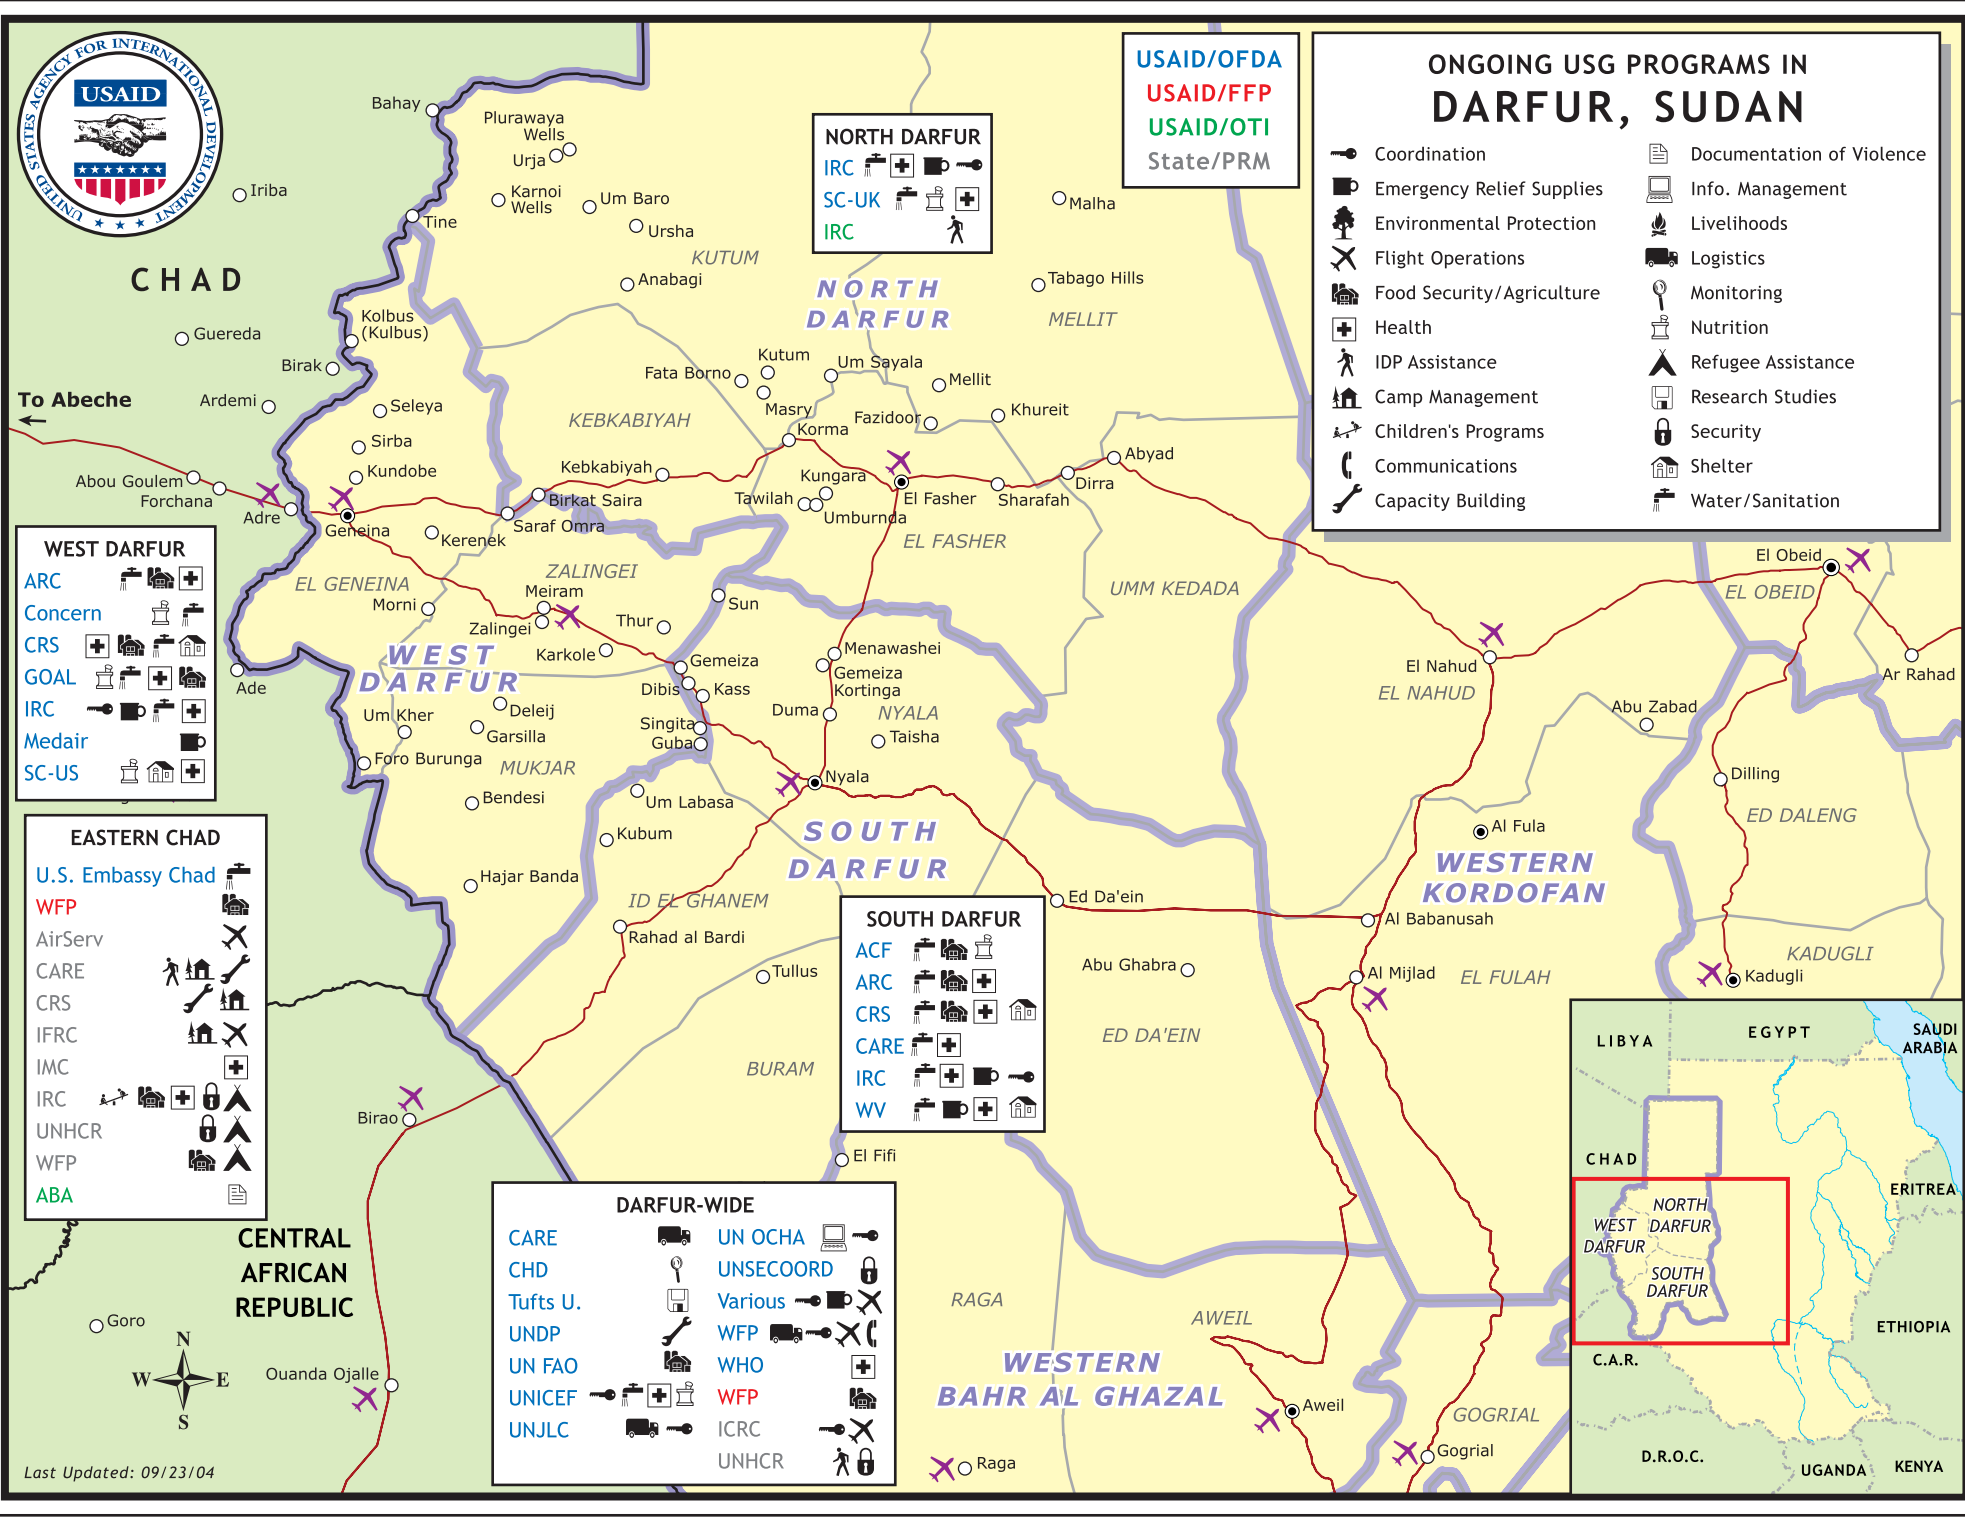 UNITED STATES AGENCY FOR INTERNATIONAL DEVELOPMENT
USAID
USAID/OFDA
USAID/FFP
USAID/OTI
State/PRM
ONGOING USG PROGRAMS IN
DARFUR, SUDAN
Coordination
Emergency Relief Supplies
Environmental Protection
Flight Operations
Food Security/Agriculture
Health
IDP Assistance
Camp Management
Children's Programs
Communications
Capacity Building
Documentation of Violence
Info. Management
Livelihoods
Logistics
Monitoring
Nutrition
Refugee Assistance
Research Studies
Security
Shelter
Water/Sanitation
NORTH DARFUR
IRC
SC-UK
IRC
Bahay
Plurawaya
Wells
Urja
Karnoi
Wells
Um Baro
Ursha
Iriba
Tine
KUTUM
Malha
CHAD
Anabagi
NORTH
DARFUR
Tabago Hills
MELLIT
Kolbus
(Kulbus)
Guereda
Birak
Kutum
Um Sayala
Fata Borno
Mellit
Masry
Fazidoor
Khureit
To Abeche
Ardemi
Seleya
KEBKABIYAH
Korma
Sirba
Kundobe
Kebkabiyah
Kungara
Abyad
Abou Goulem
Forchana
Adre
Birkat Saira
Tawilah
Umburnda
El Fasher
Sharafah
Dirra
Geneina
Kerenek
Saraf Omra
EL FASHER
El Obeid
EL OBEID
WEST DARFUR
ARC
Concern
CRS
GOAL
IRC
Medair
SC-US
EL GENEINA
ZALINGEI
Meiram
Morni
Zalingei
Thur
Sun
UMM KEDADA
Karkole
WEST
DARFUR
Gemeiza
Menawashei
Gemeiza
Kortinga
Dibis
Kass
El Nahud
EL NAHUD
Ar Rahad
Ade
Um Kher
Deleij
Garsilla
Singita
Guba
Duma
NYALA
Taisha
Abu Zabad
Foro Burunga
MUKJAR
Nyala
Dilling
Bendesi
Um Labasa
Kubum
SOUTH
DARFUR
Al Fula
ED DALENG
WESTERN
KORDOFAN
Hajar Banda
ID EL GHANEM
Rahad al Bardi
Ed Da'ein
Al Babanusah
EASTERN CHAD
U.S. Embassy Chad
WFP
AirServ
CARE
CRS
IFRC
IMC
IRC
UNHCR
WFP
ABA
SOUTH DARFUR
ACF
ARC
CRS
CARE
IRC
WV
Tullus
Abu Ghabra
Al Mijlad
EL FULAH
KADUGLI
Kadugli
ED DA'EIN
BURAM
Birao
El Fifi
CENTRAL
AFRICAN
REPUBLIC
Goro
N
W
E
S
Ouanda Ojalle
Last Updated: 09/23/04
DARFUR-WIDE
CARE
CHD
Tufts U.
UNDP
UN FAO
UNICEF
UNJLC
UN OCHA
UNSECOORD
Various
WFP
WHO
WFP
ICRC
UNHCR
RAGA
AWEIL
WESTERN
BAHR AL GHAZAL
Aweil
GOGRIAL
Gogrial
Raga
LIBYA
EGYPT
SAUDI
ARABIA
CHAD
ERITREA
NORTH
DARFUR
WEST
DARFUR
SOUTH
DARFUR
ETHIOPIA
C.A.R.
D.R.O.C.
UGANDA
KENYA